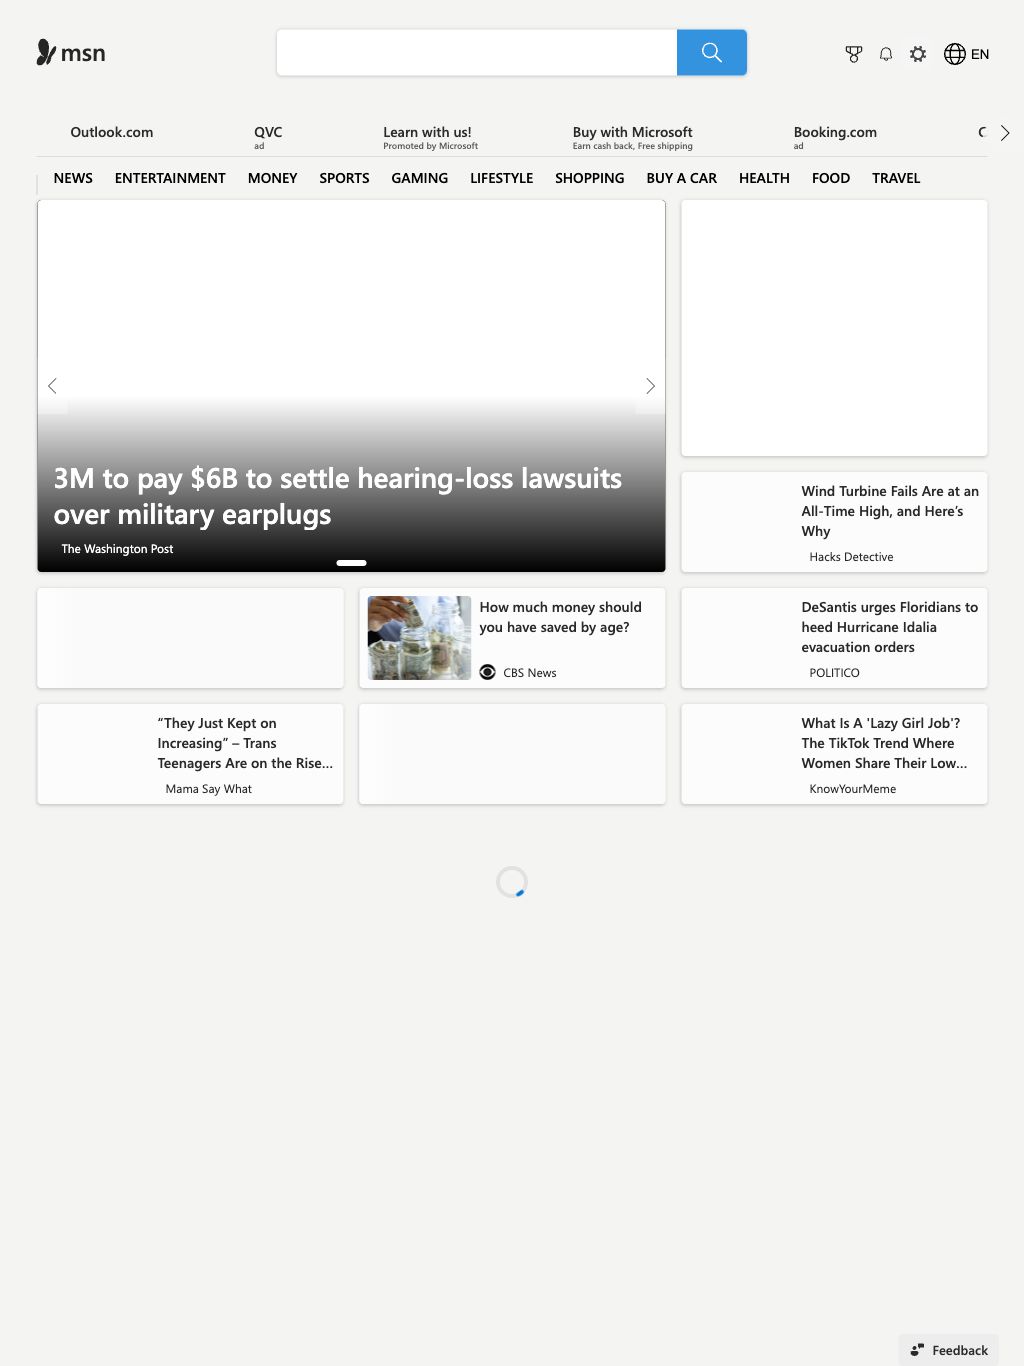 msn
EN
Outlook.com
QVC
ad
Learn with us!
Promoted by Microsoft
Buy with Microsoft
Earn cash back, Free shipping
Booking.com
ad
NEWS ENTERTAINMENT MONEY SPORTS GAMING LIFESTYLE SHOPPING BUY A CAR HEALTH FOOD TRAVEL
3M to pay $6B to settle hearing-loss lawsuits
over military earplugs
The Washington Post
Wind Turbine Fails Are at an
All-Time High, and Here’s
Why
Hacks Detective
How much money should
you have saved by age?
CBS News
DeSantis urges Floridians to
heed Hurricane Idalia
evacuation orders
POLITICO
“They Just Kept on
Increasing” – Trans
Teenagers Are on the Rise...
Mama Say What
What Is A 'Lazy Girl Job'?
The TikTok Trend Where
Women Share Their Low...
KnowYourMeme
Feedback